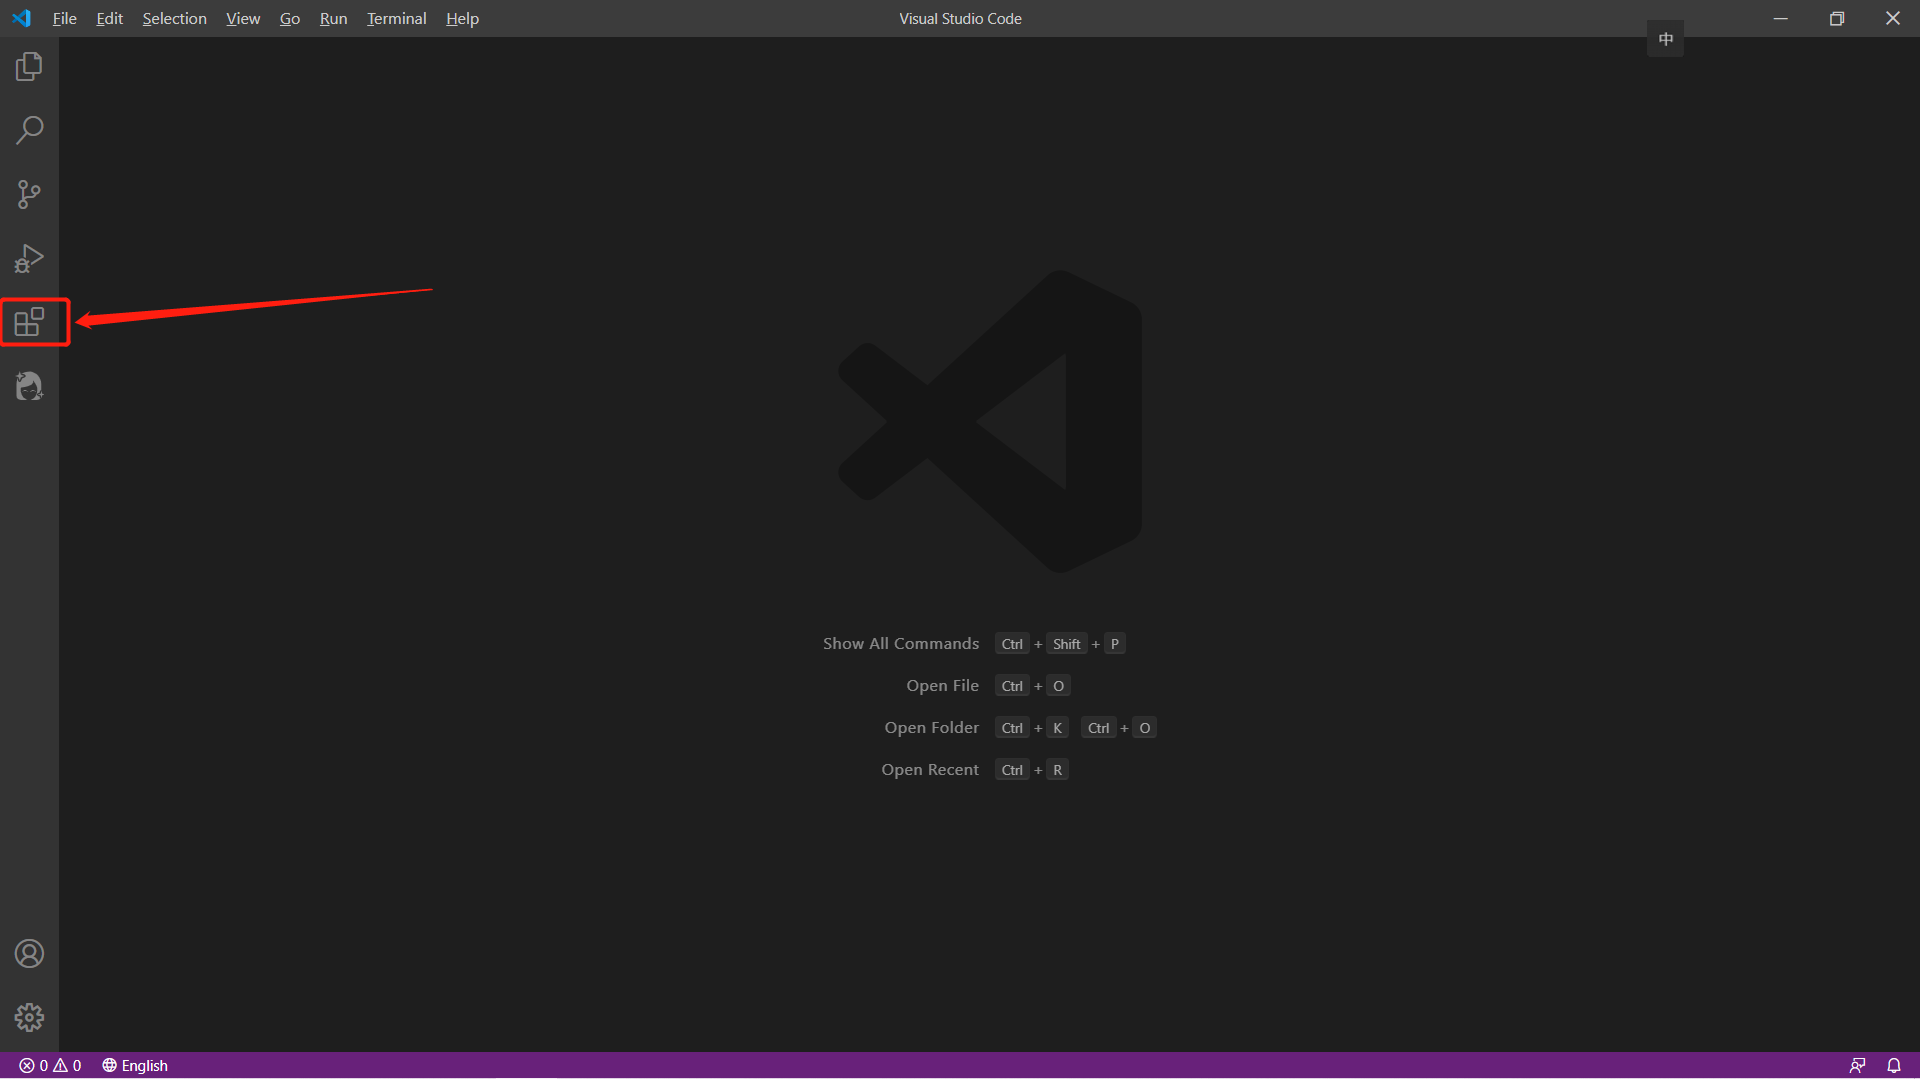 File Edit Selection View Go Run Terminal Help Visual Studio Code
中
Show All Commands Ctrl + Shift + P
Open File Ctrl + O
Open Folder Ctrl + K Ctrl + O
Open Recent Ctrl + R
0 0 English